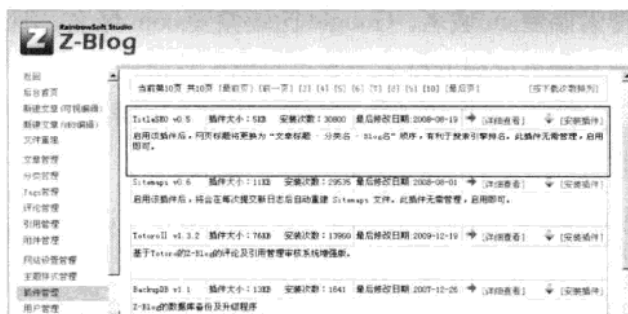 RainbowSoft Studio
Z-Blog
后台首页
新建文章(可视编辑)
文件重建
文章管理
分类管理
Tags管理
评论管理
引用管理
附件管理
网站设置管理
主题样式管理
插件管理
用户管理
当前第10页 共10页 [最前页] [前一页] [2] [4] [5] [6] [7] [8] [9] [10] [最后页] [按下载次数排列]
TitleSEO v0.5 插件大小：5KB 安装次数：30800 最后修改日期:2008-08-19 [详细查看] [安装插件]
启用该插件后，网页标题将更换为“文章标题 - 分类名 - Blog名”顺序，有利于搜索引擎排名。此插件无需管理，启用
即可。
Sitemaps v0.6 插件大小：11KB 安装次数：29535 最后修改日期:2008-08-01 [详细查看] [安装插件]
启用该插件后，将会在每次提交新日志后自动重建 Sitemaps 文件。此插件无需管理，启用即可。
TotoroII v1.3.2 插件大小：76KB 安装次数：13960 最后修改日期:2009-12-19 [详细查看] [安装插件]
基于Totoro的Z-Blog的评论及引用管理审核系统增强版。
BackupDB v1.1 插件大小：13KB 安装次数：1641 最后修改日期:2007-12-26 [详细查看] [安装插件]
Z-Blog的数据库备份及升级程序